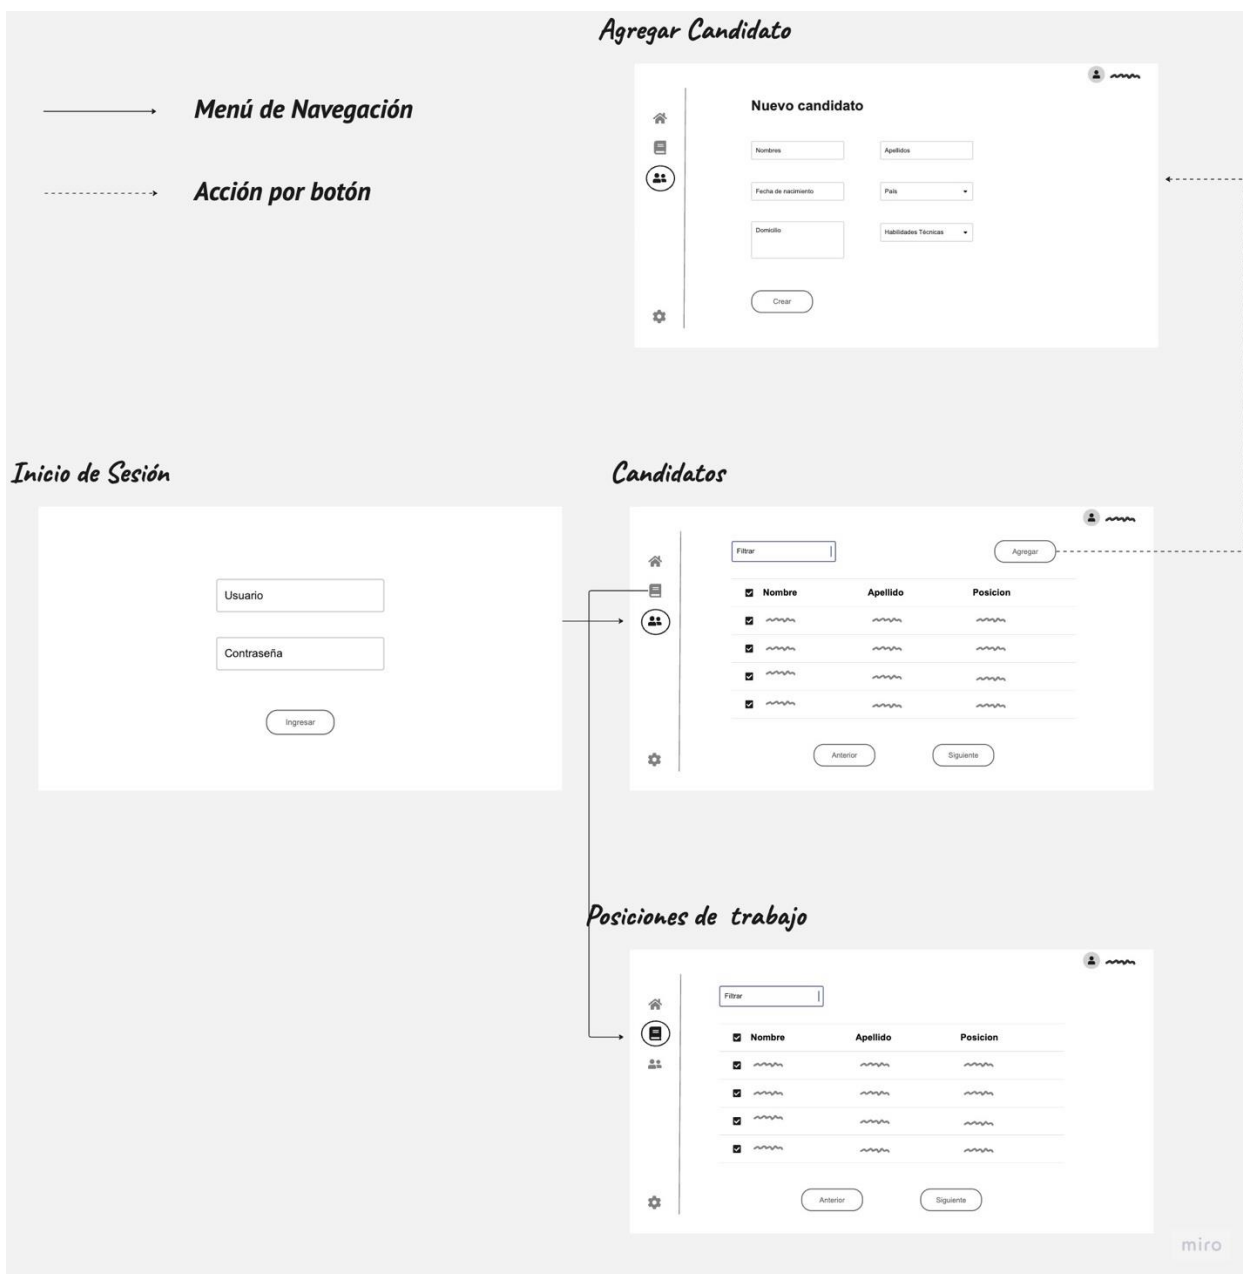 Agregar Candidato
Menú de Navegación
Acción por botón
Nuevo candidato
Nombres
Apellidos
Fecha de nacimiento
País
Domicilio
Habilidades Técnicas
Crear
Inicio de Sesión
Usuario
Contraseña
Ingresar
Candidatos
Filtrar
Agregar
Nombre Apellido Posicion
Anterior
Siguiente
Posiciones de trabajo
Filtrar
Nombre Apellido Posicion
Anterior
Siguiente
miro